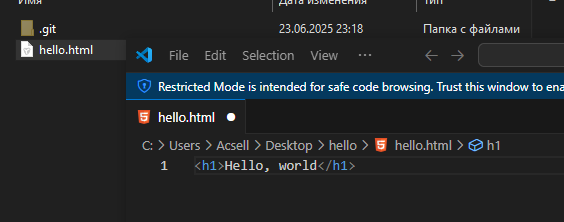 Имя Дата изменения Тип
.git 23.06.2025 23:18 Папка с файлами
hello.html
File Edit Selection View ···
Restricted Mode is intended for safe code browsing. Trust this window to ena
hello.html
C: > Users > Acsell > Desktop > hello > hello.html > h1
1 <h1>Hello, world</h1>